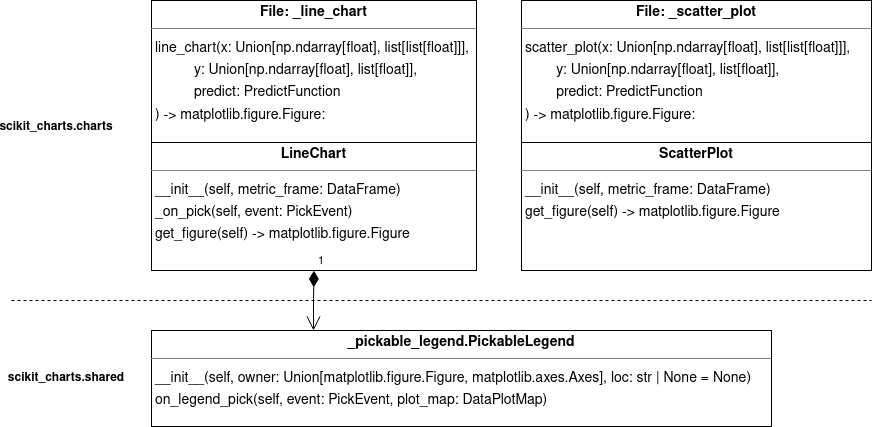 File: _line_chart
line_chart(x: Union[np.ndarray[float], list[list[float]]],
y: Union[np.ndarray[float], list[float]],
predict: PredictFunction
) -> matplotlib.figure.Figure:
LineChart
__init__(self, metric_frame: DataFrame)
_on_pick(self, event: PickEvent)
get_figure(self) -> matplotlib.figure.Figure
1
File: _scatter_plot
scatter_plot(x: Union[np.ndarray[float], list[list[float]]],
y: Union[np.ndarray[float], list[float]],
predict: PredictFunction
) -> matplotlib.figure.Figure:
ScatterPlot
__init__(self, metric_frame: DataFrame)
get_figure(self) -> matplotlib.figure.Figure
scikit_charts.charts
_pickable_legend.PickableLegend
__init__(self, owner: Union[matplotlib.figure.Figure, matplotlib.axes.Axes], loc: str | None = None)
on_legend_pick(self, event: PickEvent, plot_map: DataPlotMap)
scikit_charts.shared